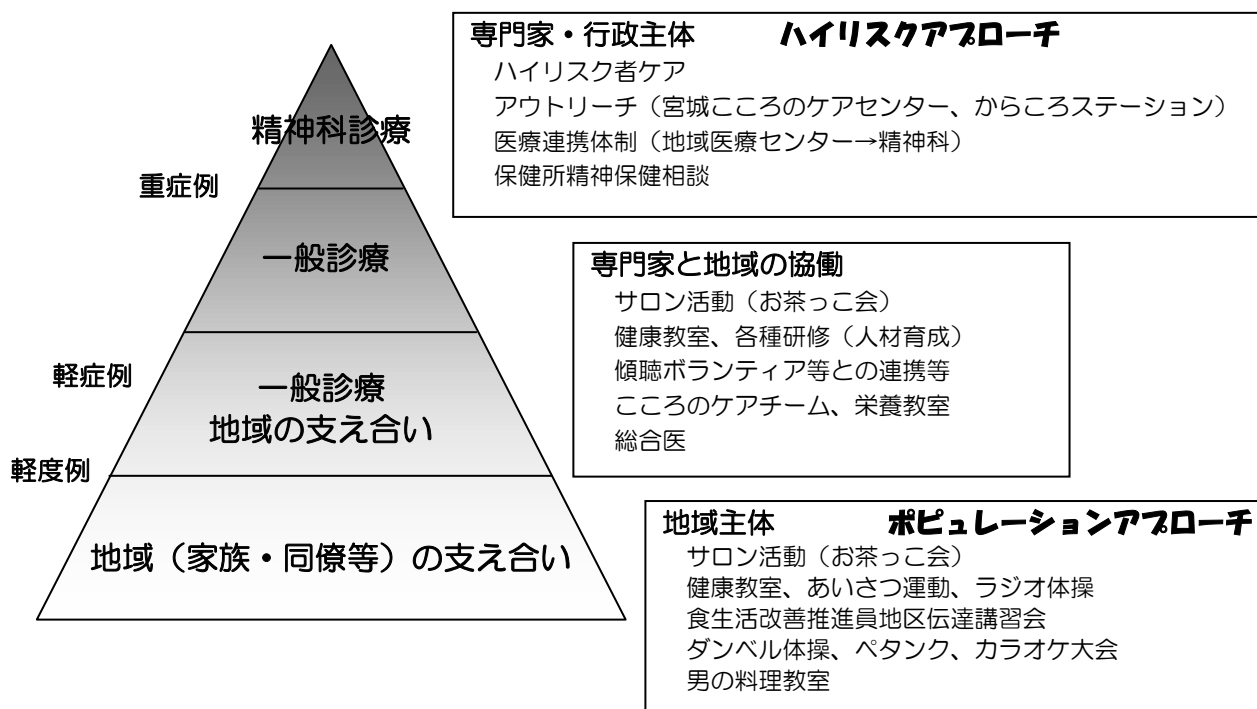 専門家・行政主体 ハイリスクアプローチ
ハイリスク者ケア
アウトリーチ（宮城こころのケアセンター、からころステーション）
医療連携体制（地域医療センター→精神科）
保健所精神保健相談
精神科診療
重症例
一般診療
専門家と地域の協働
サロン活動（お茶っこ会）
健康教室、各種研修（人材育成）
傾聴ボランティア等との連携等
こころのケアチーム、栄養教室
総合医
軽症例
一般診療
地域の支え合い
軽度例
地域（家族・同僚等）の支え合い
地域主体 ポピュレーションアプローチ
サロン活動（お茶っこ会）
健康教室、あいさつ運動、ラジオ体操
食生活改善推進員地区伝達講習会
ダンベル体操、ペタンク、カラオケ大会
男の料理教室